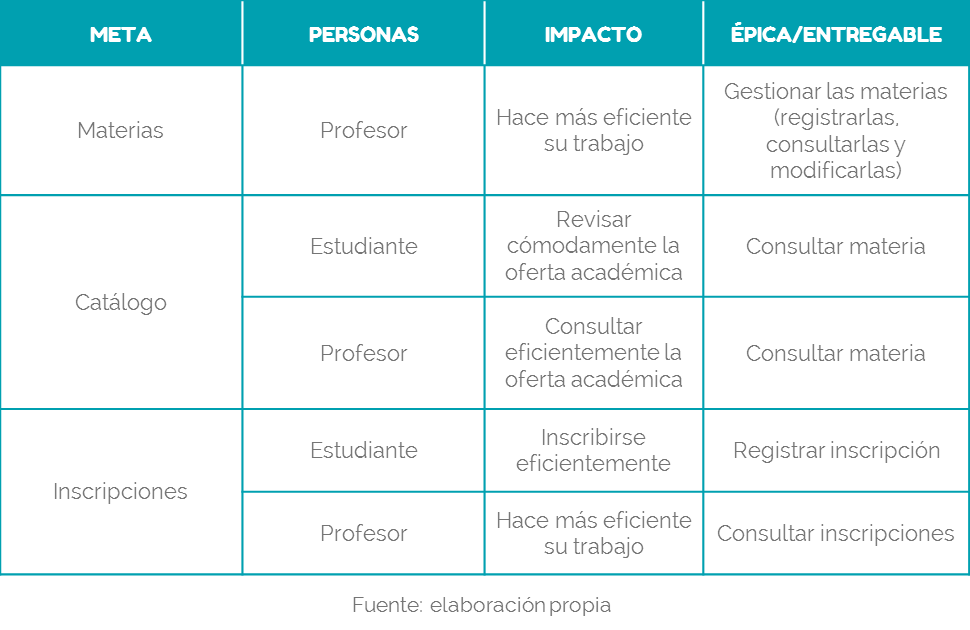 META PERSONAS IMPACTO ÉPICA/ENTREGABLE
Materias
Profesor
Hace más eficiente
su trabajo
Gestionar las materias
(registrarlas,
consultarlas y
modificarlas)
Catálogo
Estudiante
Revisar
cómodamente la
oferta académica
Consultar materia
Profesor
Consultar
eficientemente la
oferta académica
Consultar materia
Inscripciones
Estudiante
Inscribirse
eficientemente
Registrar inscripción
Profesor
Hace más eficiente
su trabajo
Consultar inscripciones
Fuente: elaboración propia